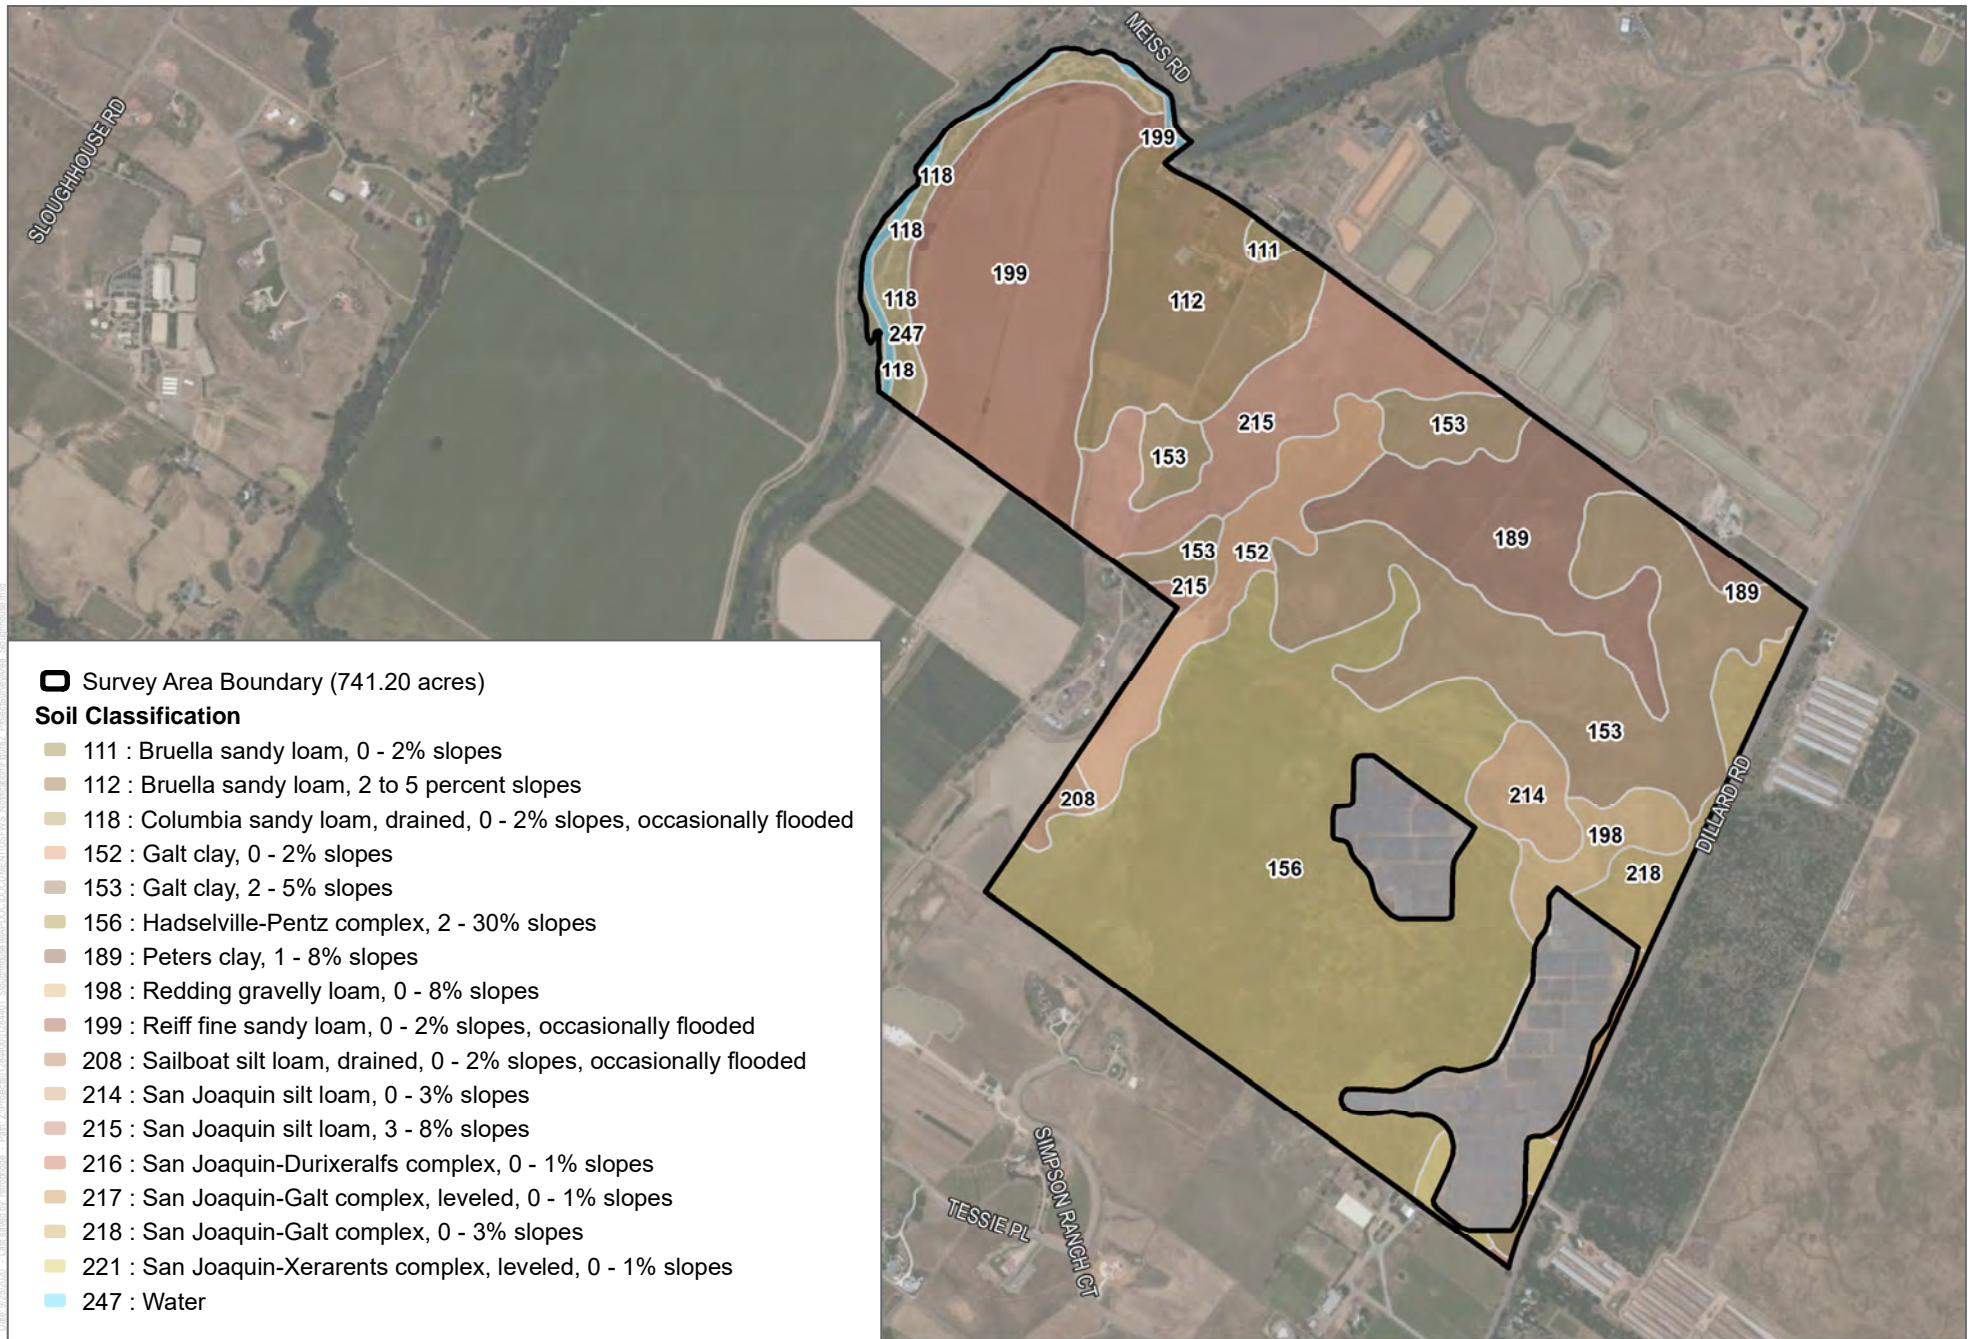 MEISS RD
SLOUGHHOUSE RD
199
118
118
111
199
112
118
247
118
215
153
153
189
153
152
215
189
153
208
214
198
156
218
DILLARD RD
SIMPSON RANCH CT
TESSIE PL
Survey Area Boundary (741.20 acres)
Soil Classification
111 : Bruella sandy loam, 0 - 2% slopes
112 : Bruella sandy loam, 2 to 5 percent slopes
118 : Columbia sandy loam, drained, 0 - 2% slopes, occasionally flooded
152 : Galt clay, 0 - 2% slopes
153 : Galt clay, 2 - 5% slopes
156 : Hadselville-Pentz complex, 2 - 30% slopes
189 : Peters clay, 1 - 8% slopes
198 : Redding gravelly loam, 0 - 8% slopes
199 : Reiff fine sandy loam, 0 - 2% slopes, occasionally flooded
208 : Sailboat silt loam, drained, 0 - 2% slopes, occasionally flooded
214 : San Joaquin silt loam, 0 - 3% slopes
215 : San Joaquin silt loam, 3 - 8% slopes
216 : San Joaquin-Durixeralfs complex, 0 - 1% slopes
217 : San Joaquin-Galt complex, leveled, 0 - 1% slopes
218 : San Joaquin-Galt complex, 0 - 3% slopes
221 : San Joaquin-Xerarents complex, leveled, 0 - 1% slopes
247 : Water